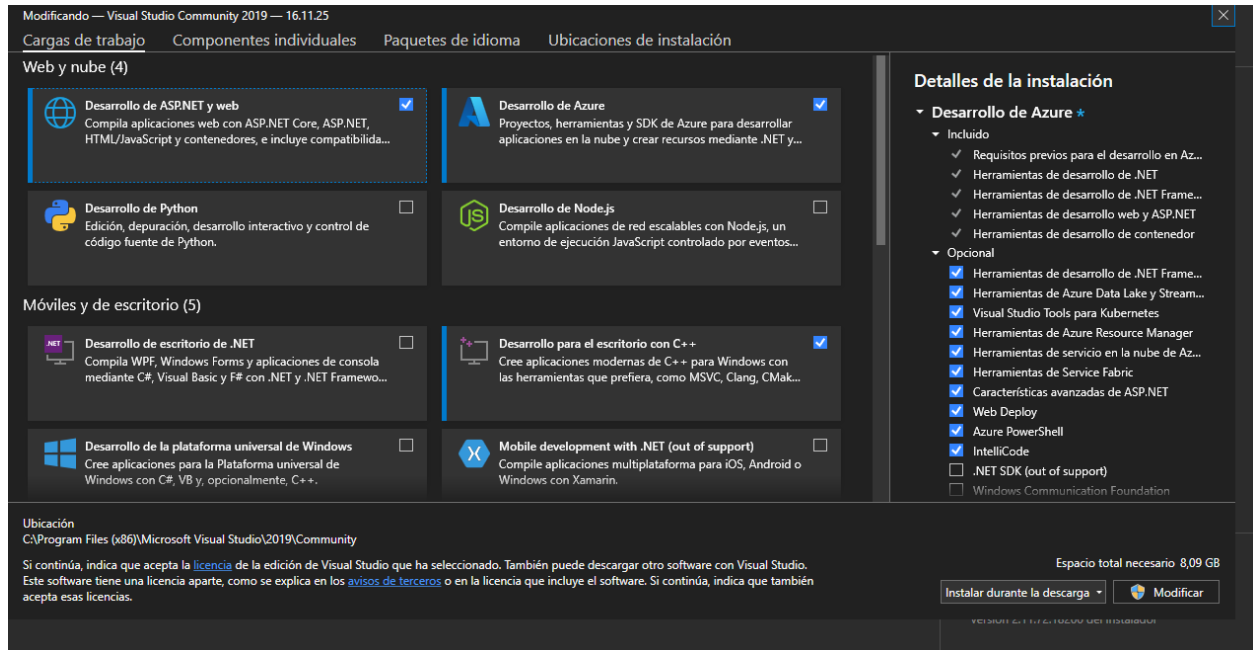 Modificando — Visual Studio Community 2019 — 16.11.25
Cargas de trabajo Componentes individuales Paquetes de idioma Ubicaciones de instalación
Web y nube (4)
Desarrollo de ASP.NET y web
Compila aplicaciones web con ASP.NET Core, ASP.NET,
HTML/JavaScript y contenedores, e incluye compatibilida...
Desarrollo de Azure
Proyectos, herramientas y SDK de Azure para desarrollar
aplicaciones en la nube y crear recursos mediante .NET y...
Desarrollo de Python
Edición, depuración, desarrollo interactivo y control de
código fuente de Python.
Desarrollo de Node.js
Compile aplicaciones de red escalables con Node.js, un
entorno de ejecución JavaScript controlado por eventos...
Móviles y de escritorio (5)
.NET
Desarrollo de escritorio de .NET
Compila WPF, Windows Forms y aplicaciones de consola
mediante C#, Visual Basic y F# con .NET y .NET Framewo...
Desarrollo para el escritorio con C++
Cree aplicaciones modernas de C++ para Windows con
las herramientas que prefiera, como MSVC, Clang, CMak...
Desarrollo de la plataforma universal de Windows
Cree aplicaciones para la Plataforma universal de
Windows con C#, VB y, opcionalmente, C++.
Mobile development with .NET (out of support)
Compile aplicaciones multiplataforma para iOS, Android o
Windows con Xamarin.
Detalles de la instalación
Desarrollo de Azure *
Incluido
Requisitos previos para el desarrollo en Az...
Herramientas de desarrollo de .NET
Herramientas de desarrollo de .NET Frame...
Herramientas de desarrollo web y ASP.NET
Herramientas de desarrollo de contenedor
Opcional
Herramientas de desarrollo de .NET Frame...
Herramientas de Azure Data Lake y Stream...
Visual Studio Tools para Kubernetes
Herramientas de Azure Resource Manager
Herramientas de servicio en la nube de Az...
Herramientas de Service Fabric
Características avanzadas de ASP.NET
Web Deploy
Azure PowerShell
IntelliCode
.NET SDK (out of support)
Windows Communication Foundation
Ubicación
C:\Program Files (x86)\Microsoft Visual Studio\2019\Community
Si continúa, indica que acepta la licencia de la edición de Visual Studio que ha seleccionado. También puede descargar otro software con Visual Studio.
Este software tiene una licencia aparte, como se explica en los avisos de terceros o en la licencia que incluye el software. Si continúa, indica que también
acepta esas licencias.
Espacio total necesario 8,09 GB
Instalar durante la descarga Modificar